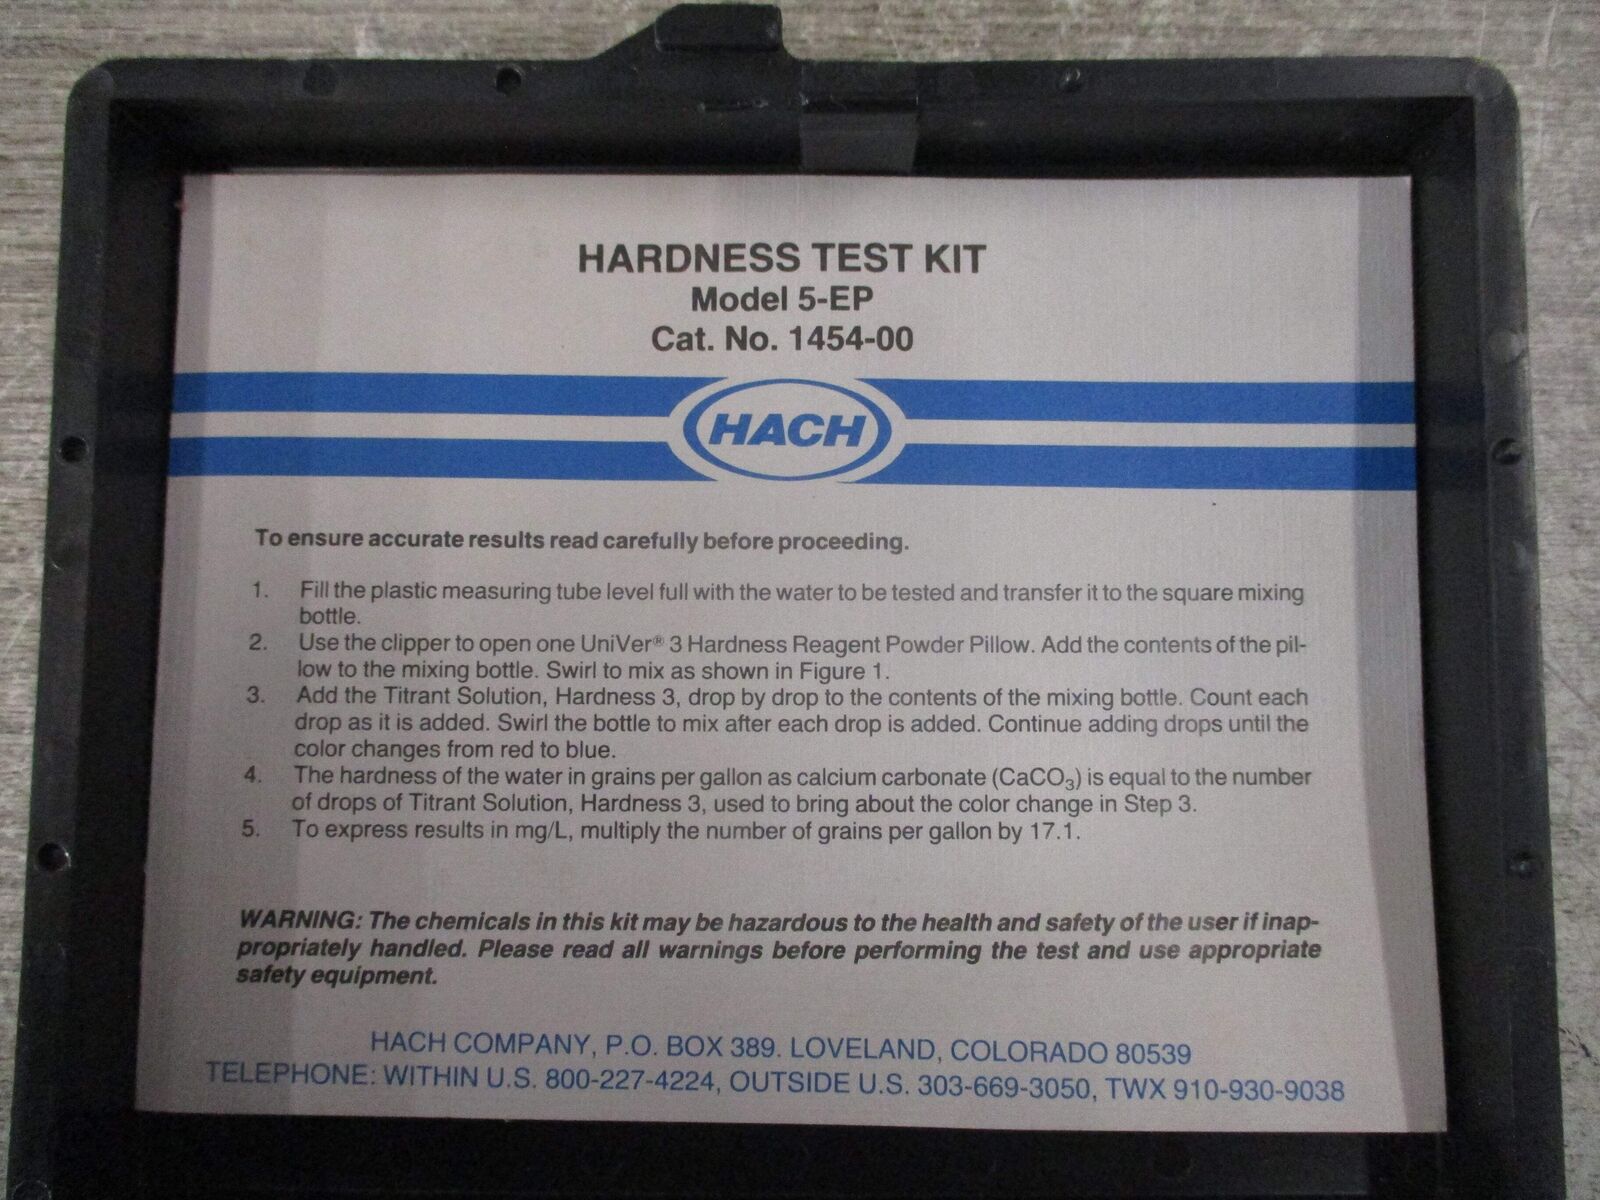 HARDNESS TEST KIT
Model 5-EP
Cat. No. 1454-00
HACH
To ensure accurate results read carefully before proceeding.
1. Fill the plastic measuring tube level full with the water to be tested and transfer it to the square mixing
bottle.
2. Use the clipper to open one UniVer® 3 Hardness Reagent Powder Pillow. Add the contents of the pil-
low to the mixing bottle. Swirl to mix as shown in Figure 1.
3. Add the Titrant Solution, Hardness 3, drop by drop to the contents of the mixing bottle. Count each
drop as it is added. Swirl the bottle to mix after each drop is added. Continue adding drops until the
color changes from red to blue.
4. The hardness of the water in grains per gallon as calcium carbonate (CaCO₃) is equal to the number
of drops of Titrant Solution, Hardness 3, used to bring about the color change in Step 3.
5. To express results in mg/L, multiply the number of grains per gallon by 17.1.
WARNING: The chemicals in this kit may be hazardous to the health and safety of the user if inap-
propriately handled. Please read all warnings before performing the test and use appropriate
safety equipment.
HACH COMPANY, P.O. BOX 389. LOVELAND, COLORADO 80539
TELEPHONE: WITHIN U.S. 800-227-4224, OUTSIDE U.S. 303-669-3050, TWX 910-930-9038